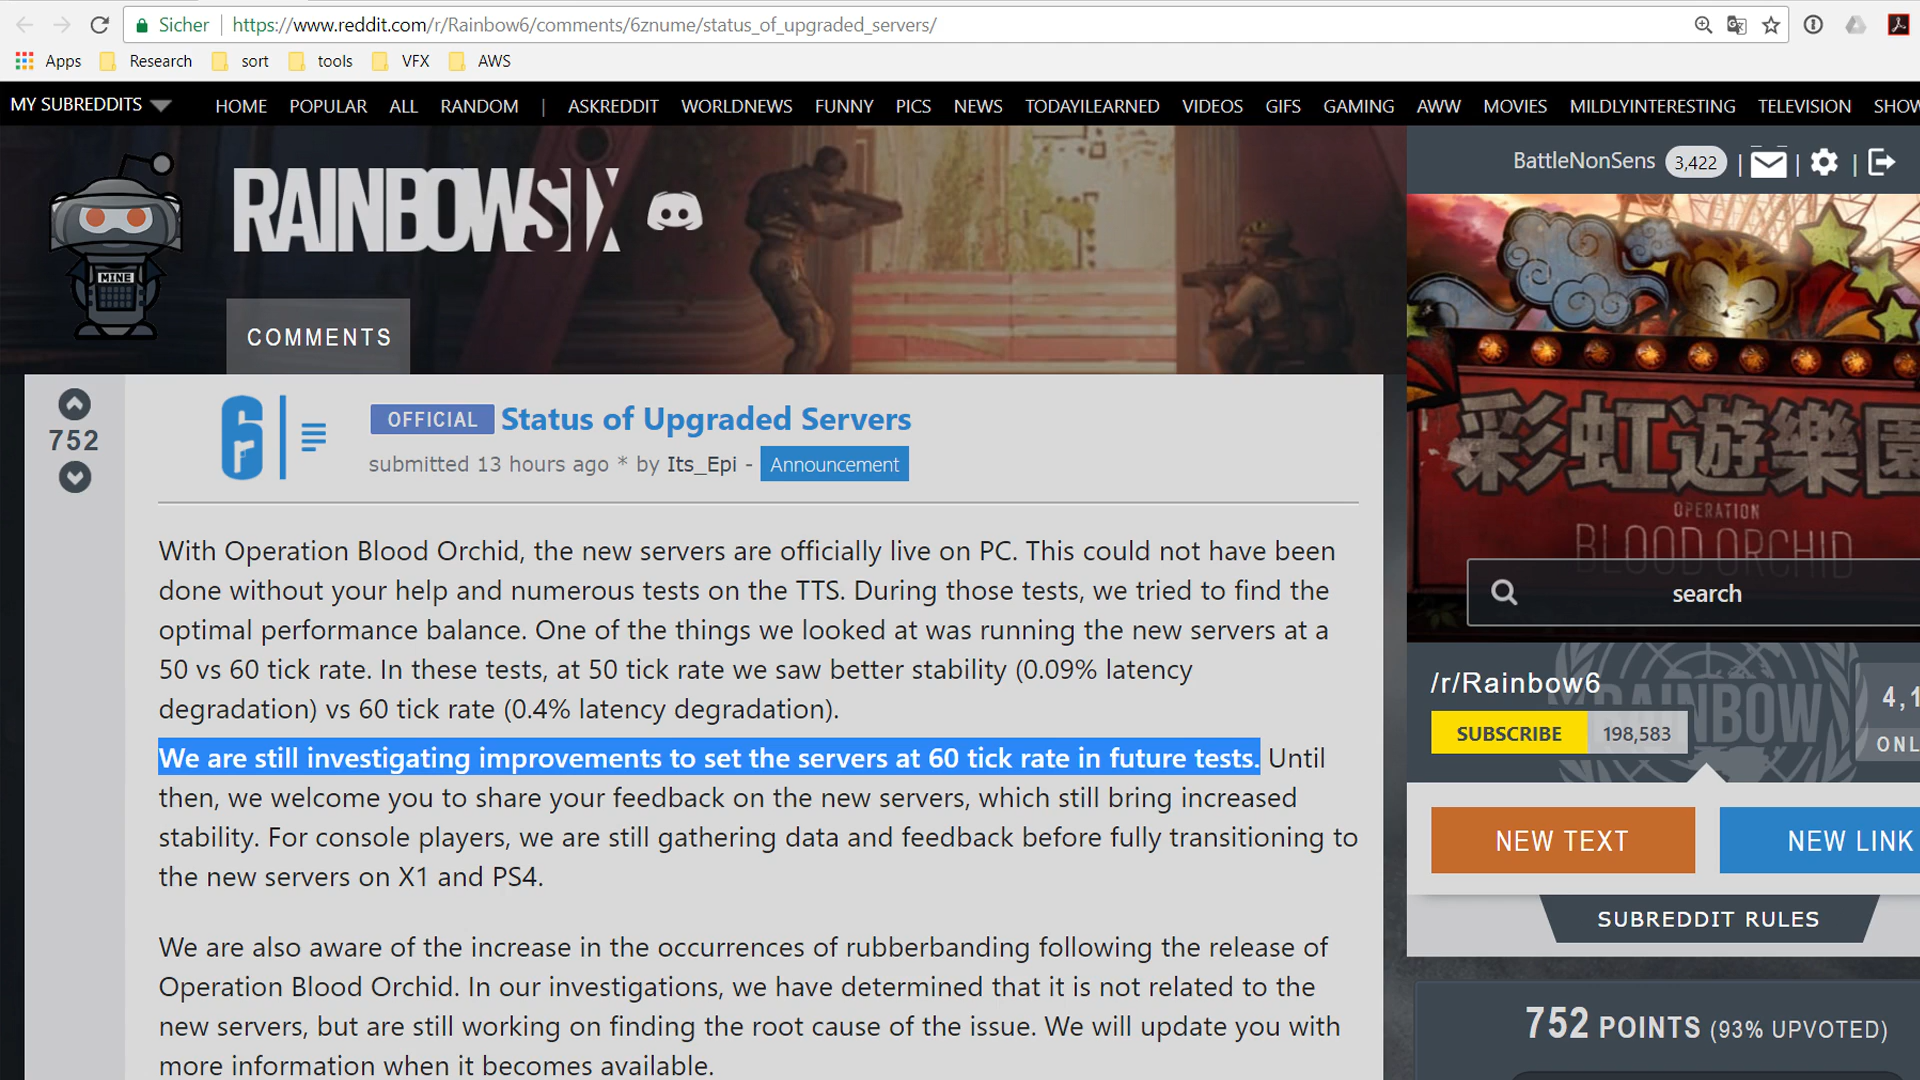 Sicher https://www.reddit.com/r/Rainbow6/comments/6znume/status_of_upgraded_servers/
Apps Research sort tools VFX AWS
MY SUBREDDITS HOME POPULAR ALL RANDOM | ASKREDDIT WORLDNEWS FUNNY PICS NEWS TODAYILEARNED VIDEOS GIFS GAMING AWW MOVIES MILDLYINTERESTING TELEVISION SHOW
BattleNonSens 3,422 | | |
RAINBOWSIX
MINE
COMMENTS
752
OFFICIAL Status of Upgraded Servers
submitted 13 hours ago * by Its_Epi - Announcement
With Operation Blood Orchid, the new servers are officially live on PC. This could not have been
done without your help and numerous tests on the TTS. During those tests, we tried to find the
optimal performance balance. One of the things we looked at was running the new servers at a
50 vs 60 tick rate. In these tests, at 50 tick rate we saw better stability (0.09% latency
degradation) vs 60 tick rate (0.4% latency degradation).
We are still investigating improvements to set the servers at 60 tick rate in future tests. Until
then, we welcome you to share your feedback on the new servers, which still bring increased
stability. For console players, we are still gathering data and feedback before fully transitioning to
the new servers on X1 and PS4.
We are also aware of the increase in the occurrences of rubberbanding following the release of
Operation Blood Orchid. In our investigations, we have determined that it is not related to the
new servers, but are still working on finding the root cause of the issue. We will update you with
more information when it becomes available.
彩虹遊樂園
OPERATION
BLOOD ORCHID
search
/r/Rainbow6
RAINBOW
SUBSCRIBE 198,583
4,1
ONL
NEW TEXT NEW LINK
SUBREDDIT RULES
752 POINTS (93% UPVOTED)